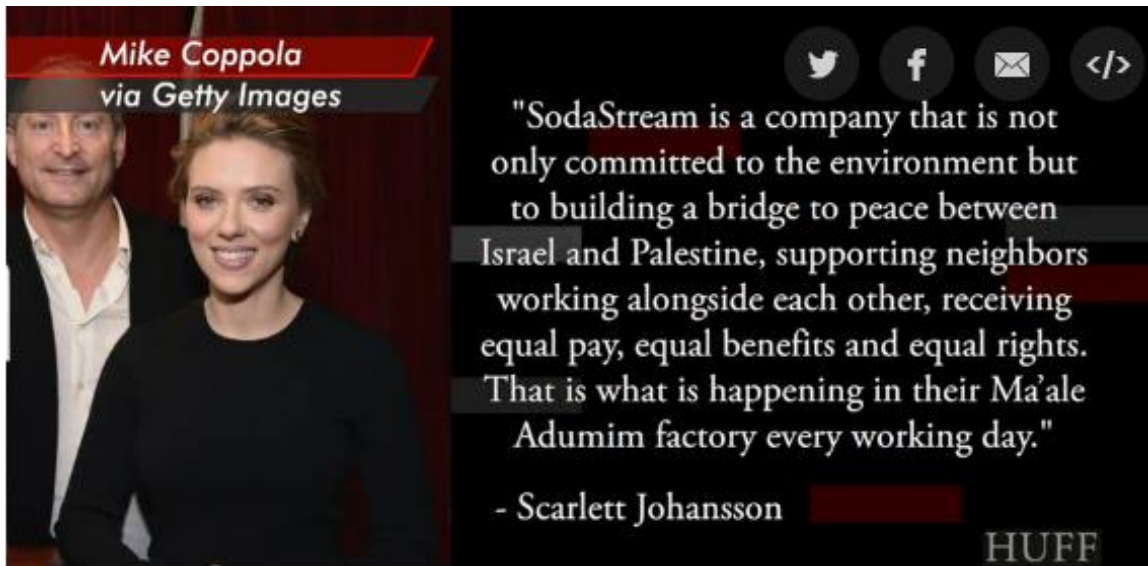 Mike Coppola
via Getty Images
"SodaStream is a company that is not
only committed to the environment but
to building a bridge to peace between
Israel and Palestine, supporting neighbors
working alongside each other, receiving
equal pay, equal benefits and equal rights.
That is what is happening in their Ma’ale
Adumim factory every working day."
- Scarlett Johansson
HUFF